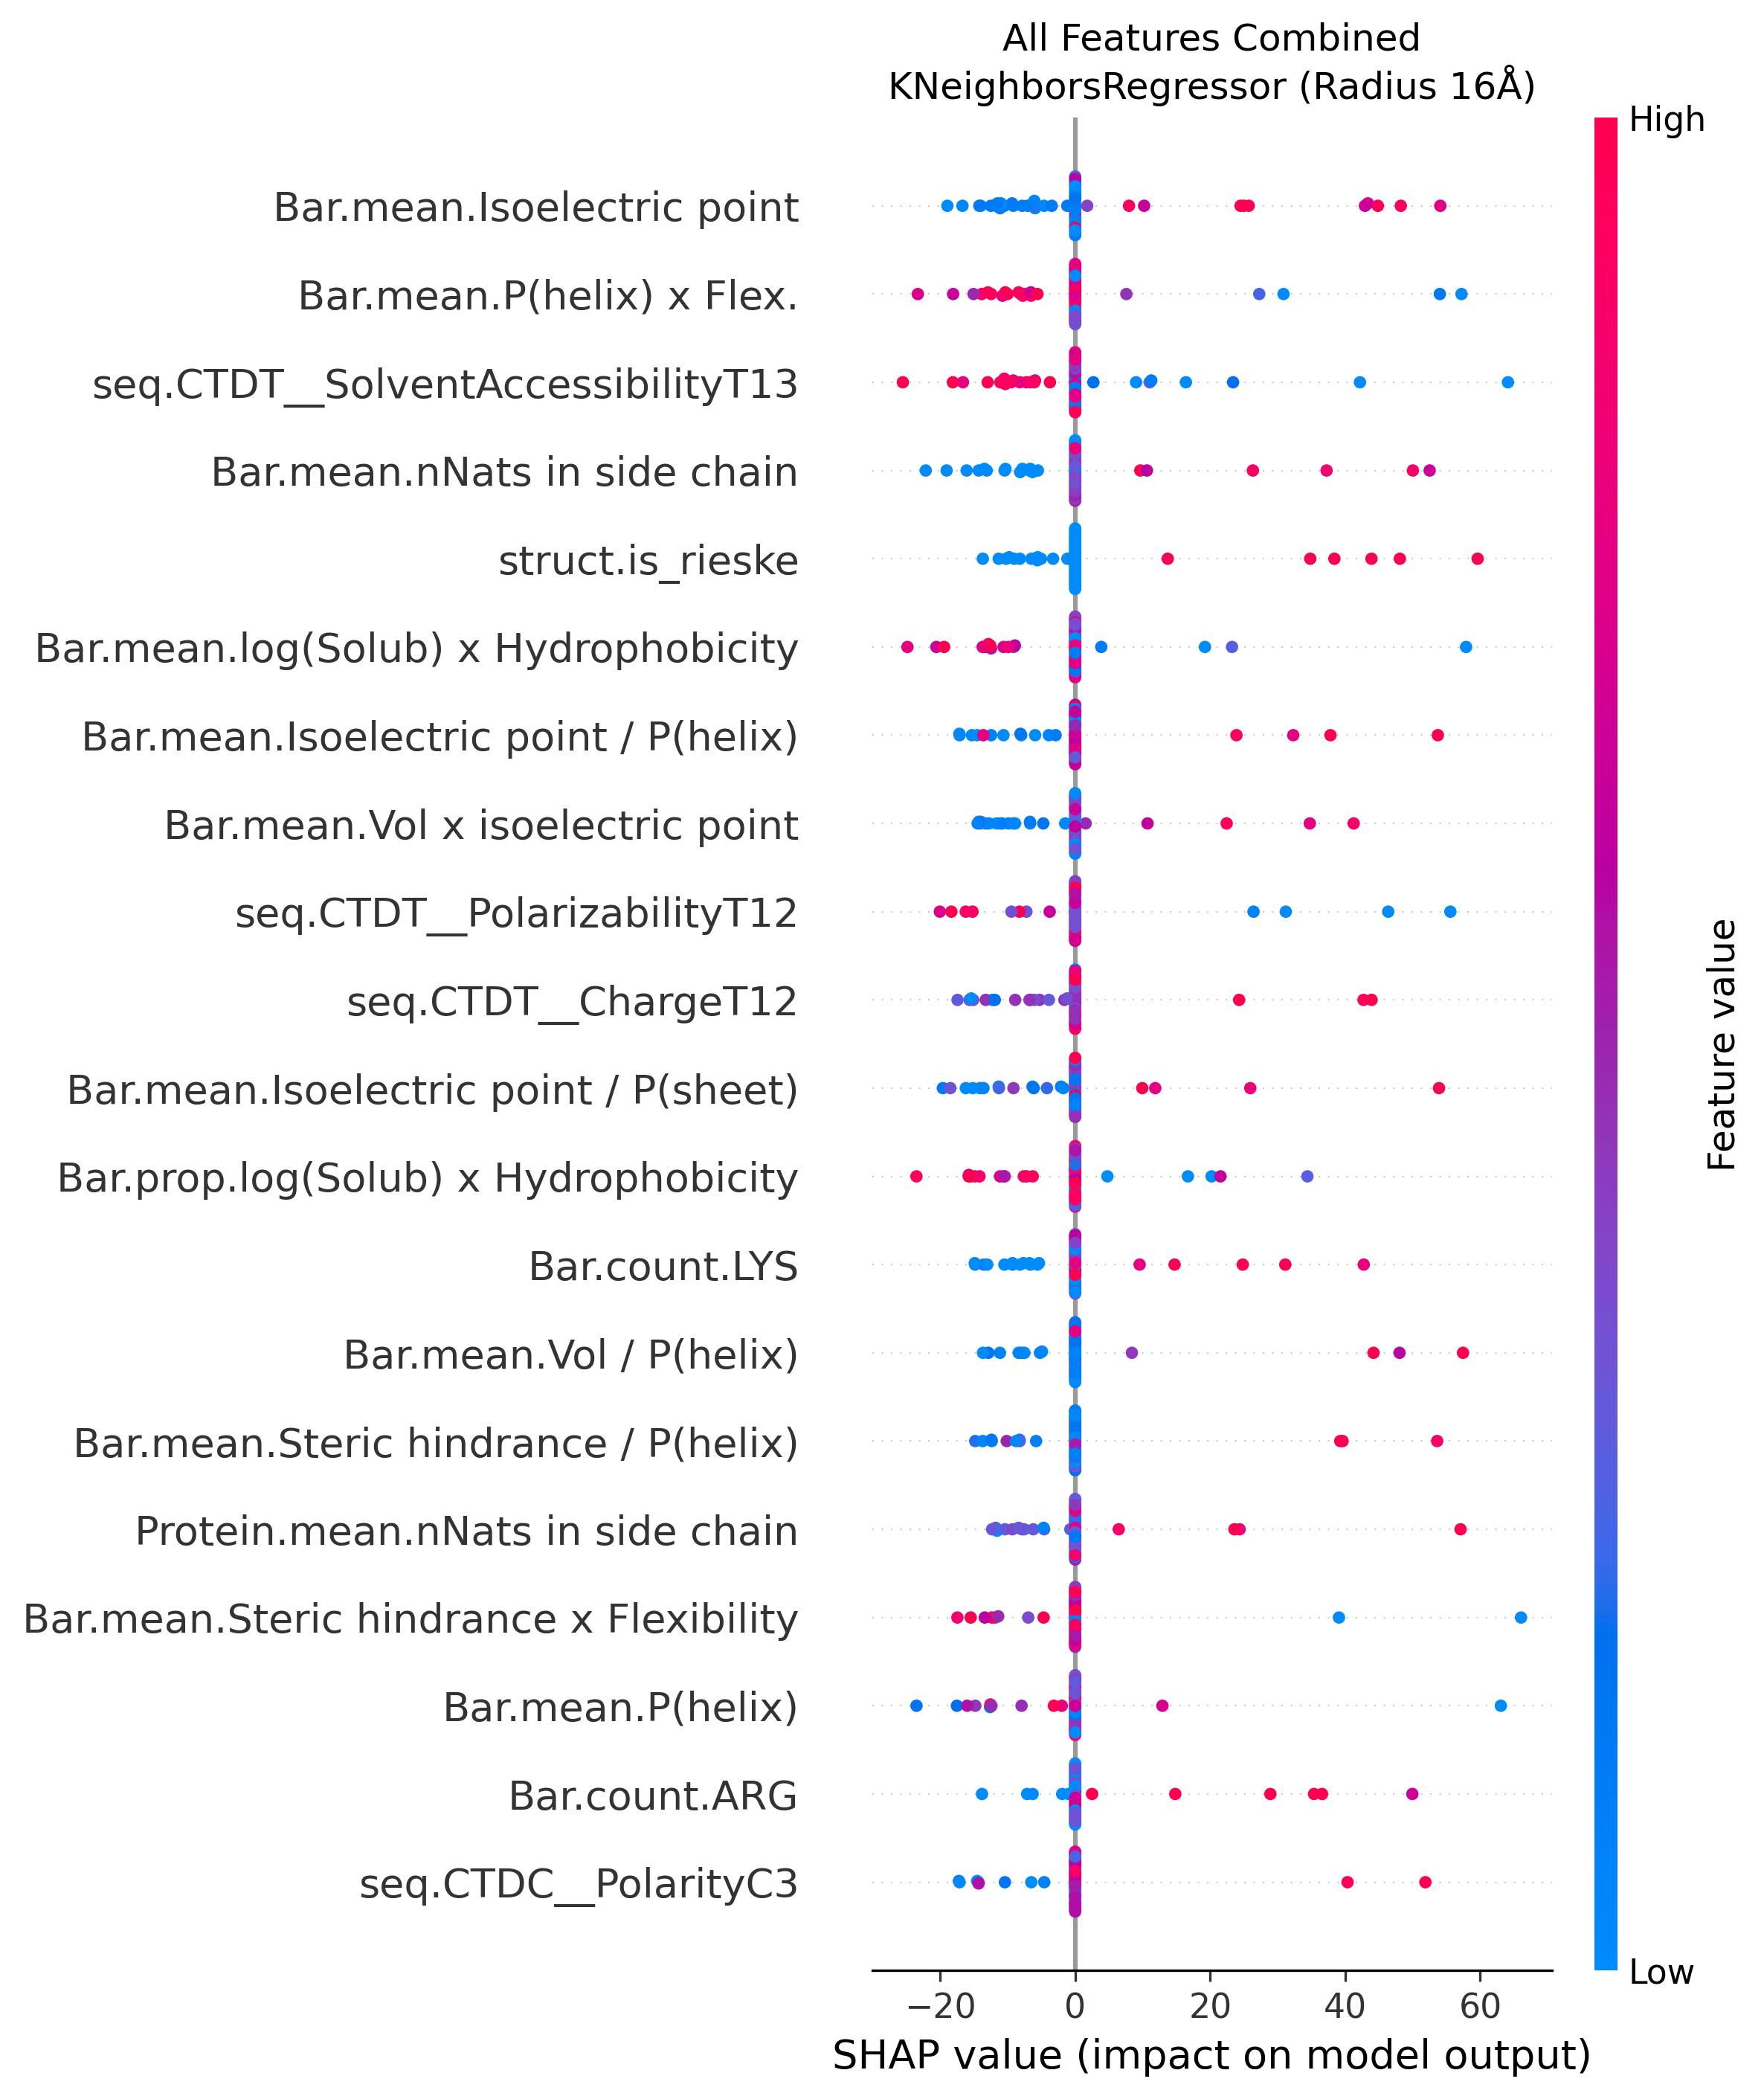 All Features Combined
KNeighborsRegressor (Radius 16Å)
High
Bar.mean.Isoelectric point
Bar.mean.P(helix) x Flex.
seq.CTDT__SolventAccessibilityT13
Bar.mean.nNats in side chain
struct.is_rieske
Bar.mean.log(Solub) x Hydrophobicity
Bar.mean.Isoelectric point / P(helix)
Bar.mean.Vol x isoelectric point
seq.CTDT__PolarizabilityT12
seq.CTDT__ChargeT12
Bar.mean.Isoelectric point / P(sheet)
Bar.prop.log(Solub) x Hydrophobicity
Bar.count.LYS
Bar.mean.Vol / P(helix)
Bar.mean.Steric hindrance / P(helix)
Protein.mean.nNats in side chain
Bar.mean.Steric hindrance x Flexibility
Bar.mean.P(helix)
Bar.count.ARG
seq.CTDC__PolarityC3
Feature value
Low
−20 0 20 40 60
SHAP value (impact on model output)